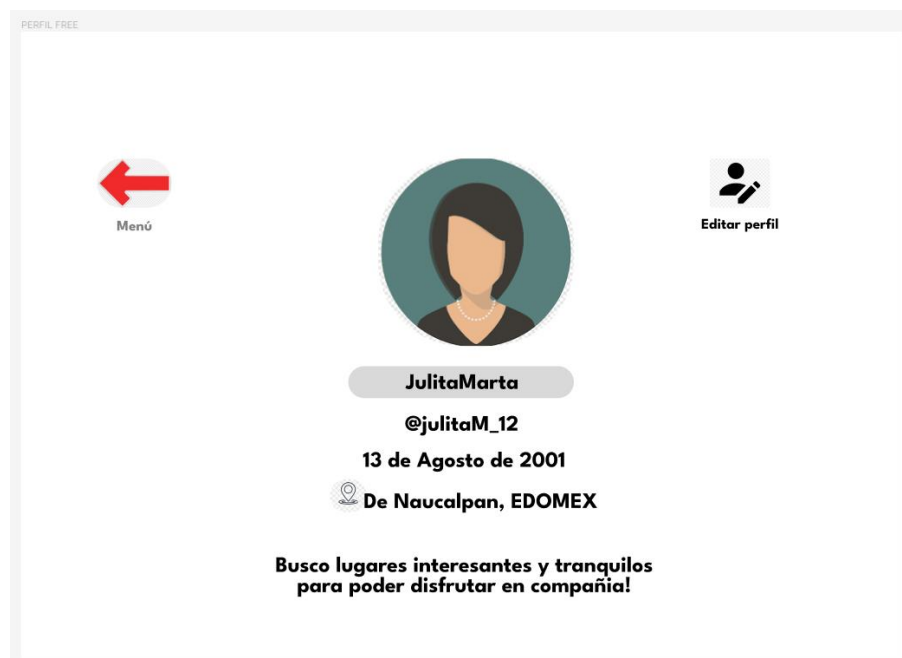 PERFIL FREE
Menú
Editar perfil
JulitaMarta
@julitaM_12
13 de Agosto de 2001
De Naucalpan, EDOMEX
Busco lugares interesantes y tranquilos
para poder disfrutar en compañia!